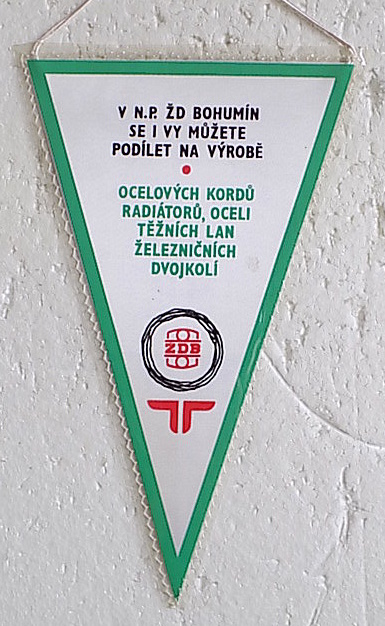 V N.P. ŽD BOHUMÍN
SE I VY MŮŽETE
PODÍLET NA VÝROBĚ
OCELOVÝCH KORDŮ
RADIÁTORŮ, OCELI
TĚŽNÍCH LAN
ŽELEZNIČNÍCH
DVOJKOLÍ
ŽDB